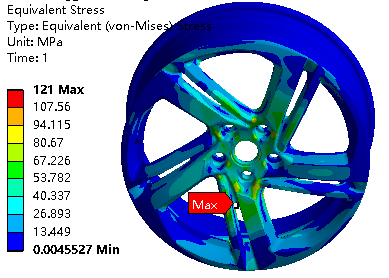 Equivalent Stress
Type: Equivalent (von-Mises) Stress
Unit: MPa
Time: 1
121 Max
107.56
94.115
80.67
67.226
53.782
40.337
26.893
13.449
0.0045527 Min
Max